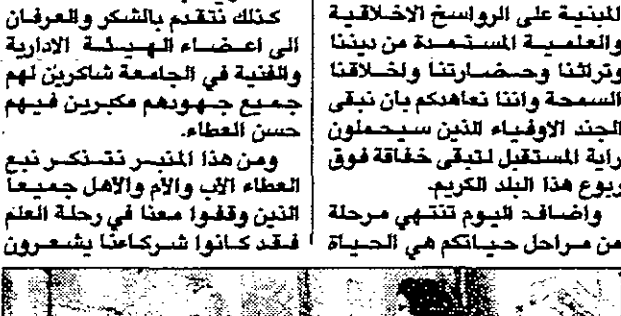 المبنية على الرواسخ الاخلاقية
والعلمية المستمدة من ديننا
وتراثنا وحضارتنا واخلاقنا
السمحة واننا نعاهدكم بان نبقى
الجند الاوفياء الذين سيحملون
راية المستقبل لتبقى خفاقة فوق
ربوع هذا البلد الكريم.
واضاف: اليوم تنتهي مرحلة
من مراحل حياتكم هي الحياة
كذلك نتقدم بالشكر والعرفان
الى اعضاء الهيئة الادارية
والفنية في الجامعة شاكرين لهم
جميع جهودهم مكبرين فيهم
حسن العطاء.
ومن هذا المنبر نتذكر نبع
العطاء الأب والأم والاهل جميعاً
الذين وقفوا معنا في رحلة العلم
فقد كانوا شركاءنا يشعرون